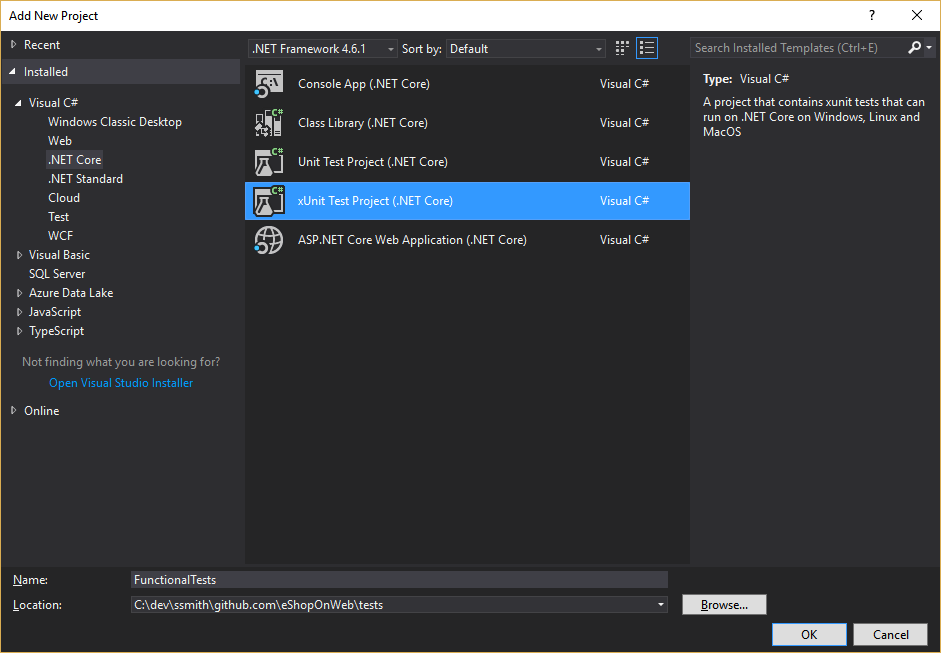 Add New Project
?
Recent
Installed
Visual C#
Windows Classic Desktop
Web
.NET Core
.NET Standard
Cloud
Test
WCF
Visual Basic
SQL Server
Azure Data Lake
JavaScript
TypeScript
Not finding what you are looking for?
Open Visual Studio Installer
Online
.NET Framework 4.6.1 Sort by: Default
C:\ Console App (.NET Core) Visual C#
C# Class Library (.NET Core) Visual C#
C# Unit Test Project (.NET Core) Visual C#
C# xUnit Test Project (.NET Core) Visual C#
ASP.NET Core Web Application (.NET Core) Visual C#
Search Installed Templates (Ctrl+E)
Type: Visual C#
A project that contains xunit tests that can
run on .NET Core on Windows, Linux and
MacOS
Name: FunctionalTests
Location: C:\dev\ssmith\github.com\eShopOnWeb\tests Browse...
OK Cancel